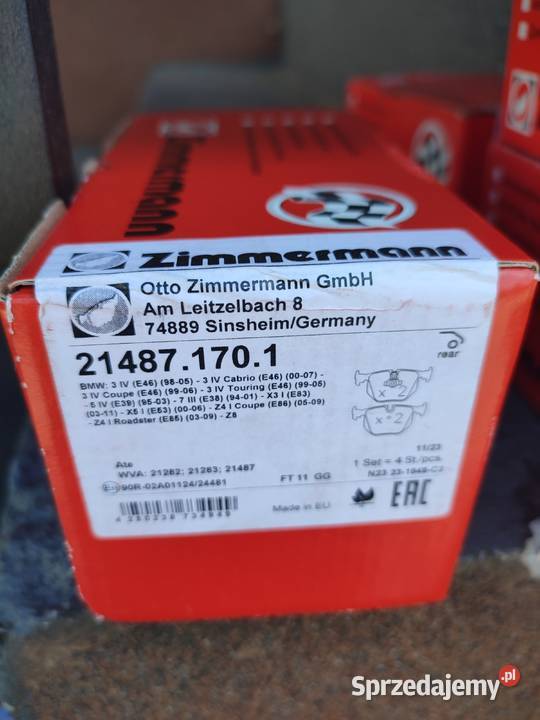 Zimmermann
Zimmermann
Otto Zimmermann GmbH
Am Leitzelbach 8
74889 Sinsheim/Germany
21487.170.1
rear
BMW: 3 IV (E46) (98-05) - 3 IV Cabrio (E46) (00-07) -
3 IV Coupe (E46) (99-06) - 3 IV Touring (E46) (99-05)
- 5 IV (E39) (95-03) - 7 III (E38) (94-01) - X3 I (E83)
(03-11) - X5 I (E53) (00-06) - Z4 I Coupe (E86) (05-09)
- Z4 I Roadster (E85) (03-09) - Z8
x 2
x 2
Ate
WVA: 21282; 21283; 21487
11/23
1 Set = 4 St./pcs.
90R-02A01124/24481
FT 11 GG
Made in EU
EAC
Sprzedajemy.pl